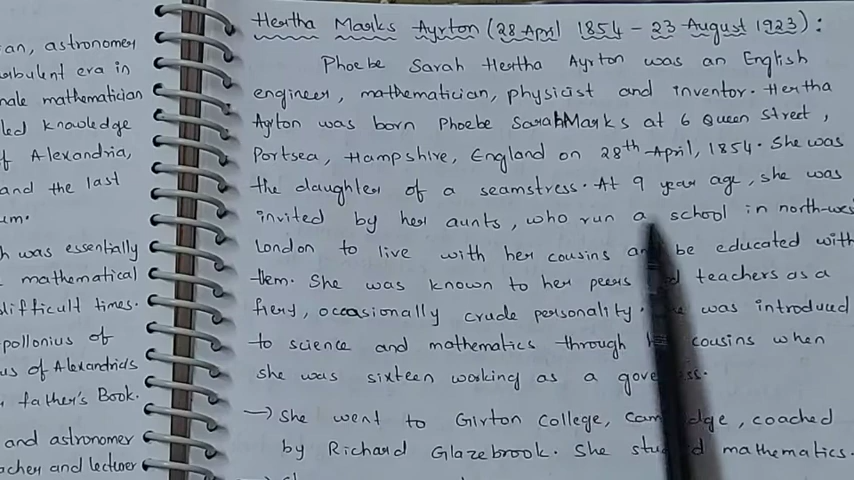 an, astronomer
rbulent era in
male mathematician
led knowledge
f Alexandria,
and the last
um.
h was essentially
mathematical
difficult times.
pollonius of
us of Alexandrids
father's Book.
and astronomer
acher and lecturer
Hertha Marks Ayrton (28 April 1854 - 23 August 1923) :
Phoebe Sarah Hertha Ayrton was an English
engineer, mathematician, physicist and inventor. Hertha
Ayrton was born Phoebe Sarah Marks at 6 Queen Street,
Portsea, Hampshire, England on 28th April, 1854. She was
the daughter of a seamstress. At 9 year age, she was
invited by her aunts, who run a school in north-wes
London to live with her cousins an be educated with
them. She was known to her peers d teachers as a
fiery, occasionally crude personality. was introduced
to science and mathematics through cousins when
she was sixteen working as a gove ss.
→ She went to Girton College, Cam dge, coached
by Richard Glazebrook. She stu d mathematics.